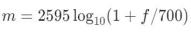 m = 2595 log₁₀(1 + f/700)